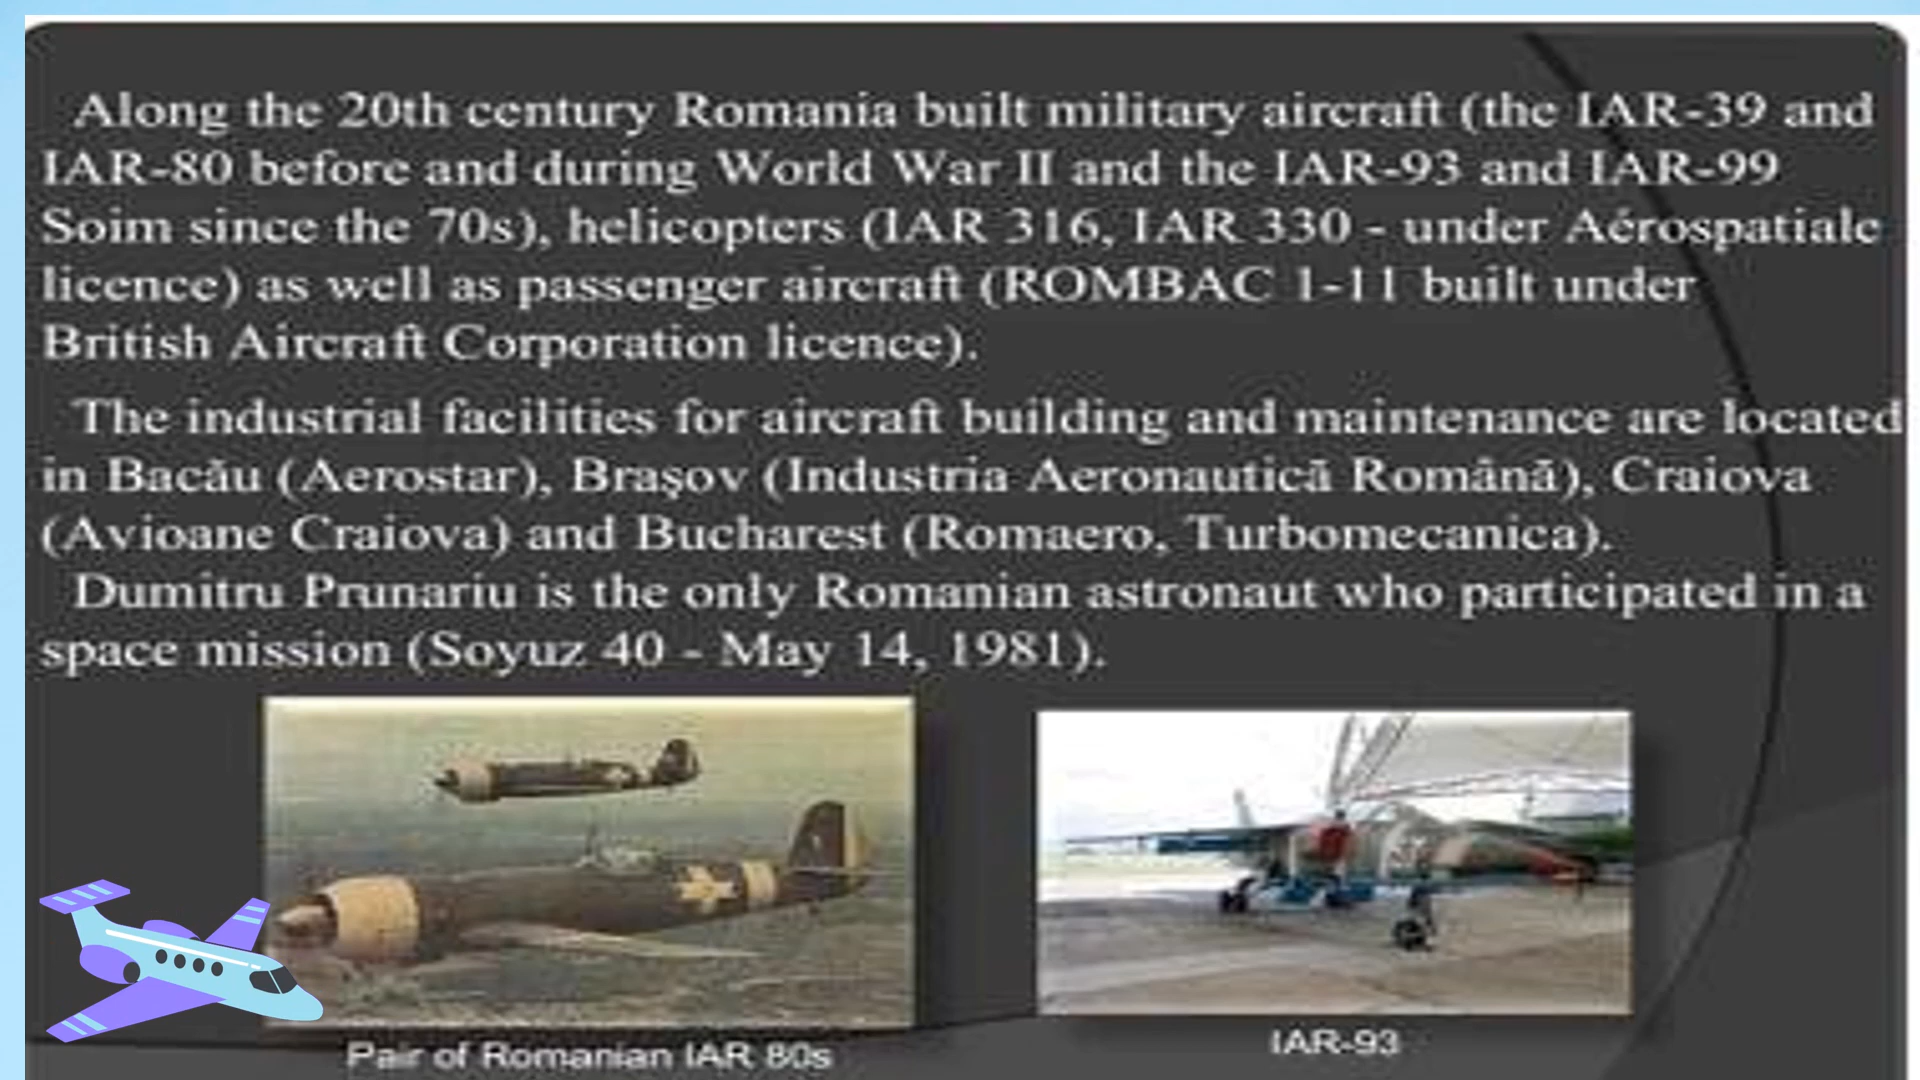 Along the 20th century Romania built military aircraft (the IAR-39 and
IAR-80 before and during World War II and the IAR-93 and IAR-99
Soim since the 70s), helicopters (IAR 316, IAR 330 - under Aérospatiale
licence) as well as passenger aircraft (ROMBAC 1-11 built under
British Aircraft Corporation licence).
The industrial facilities for aircraft building and maintenance are located
in Bacău (Aerostar), Braşov (Industria Aeronautică Română), Craiova
(Avioane Craiova) and Bucharest (Romaero, Turbomecanica).
Dumitru Prunariu is the only Romanian astronaut who participated in a
space mission (Soyuz 40 - May 14, 1981).
Pair of Romanian IAR 80s
IAR-93